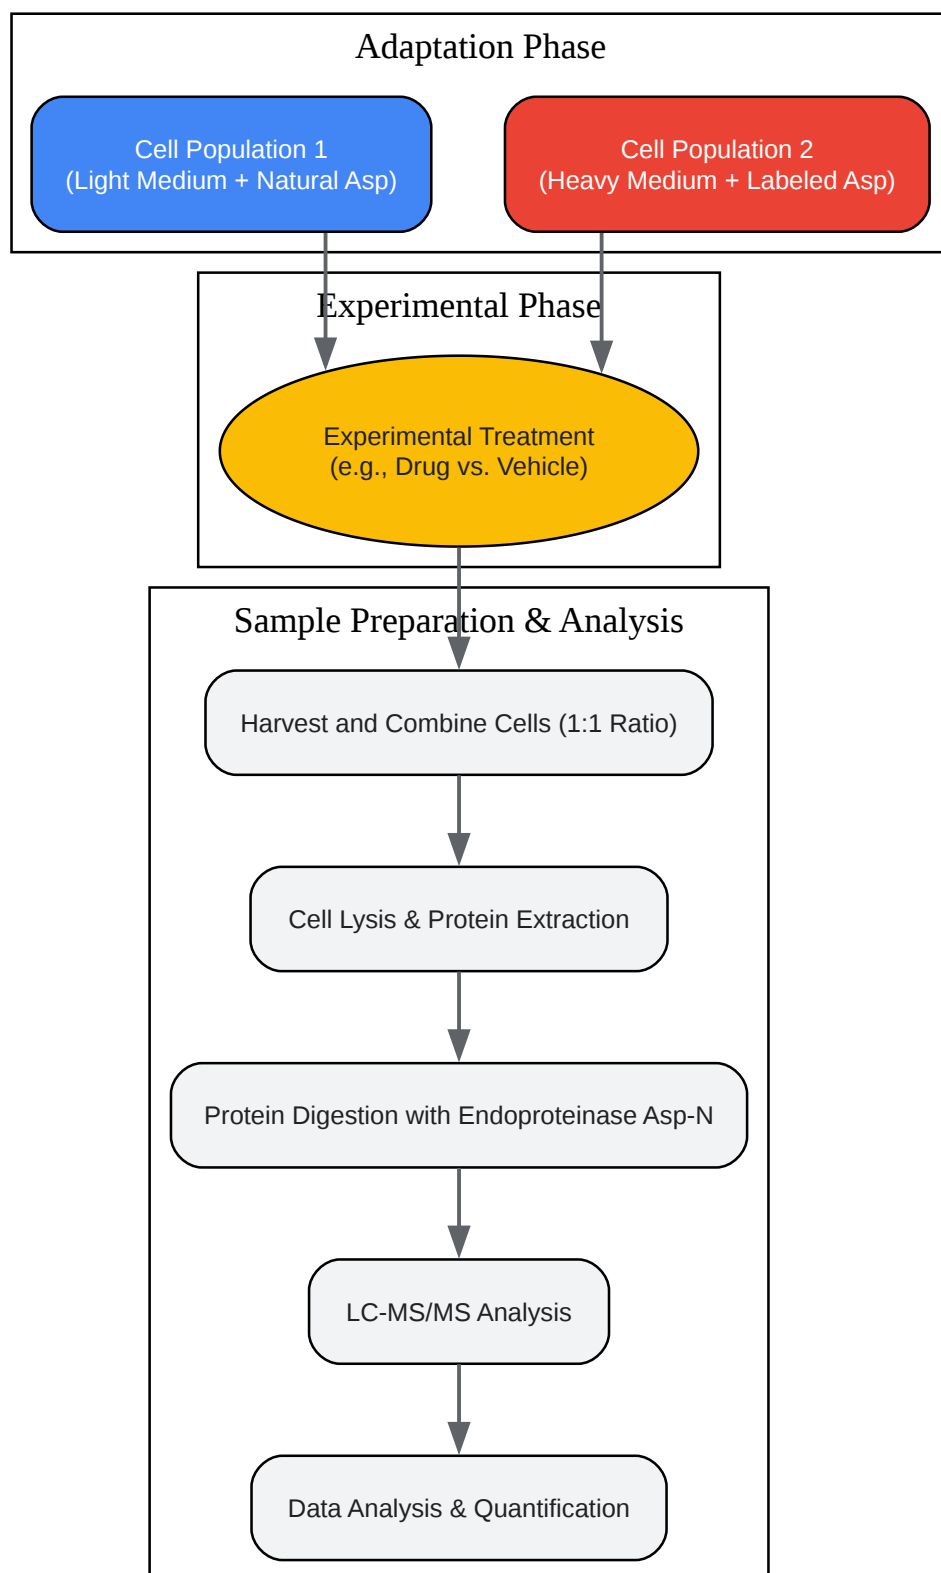 Adaptation Phase
Cell Population 1
(Light Medium + Natural Asp)
Cell Population 2
(Heavy Medium + Labeled Asp)
Experimental Phase
Experimental Treatment
(e.g., Drug vs. Vehicle)
Sample Preparation & Analysis
Harvest and Combine Cells (1:1 Ratio)
Cell Lysis & Protein Extraction
Protein Digestion with Endoproteinase Asp-N
LC-MS/MS Analysis
Data Analysis & Quantification